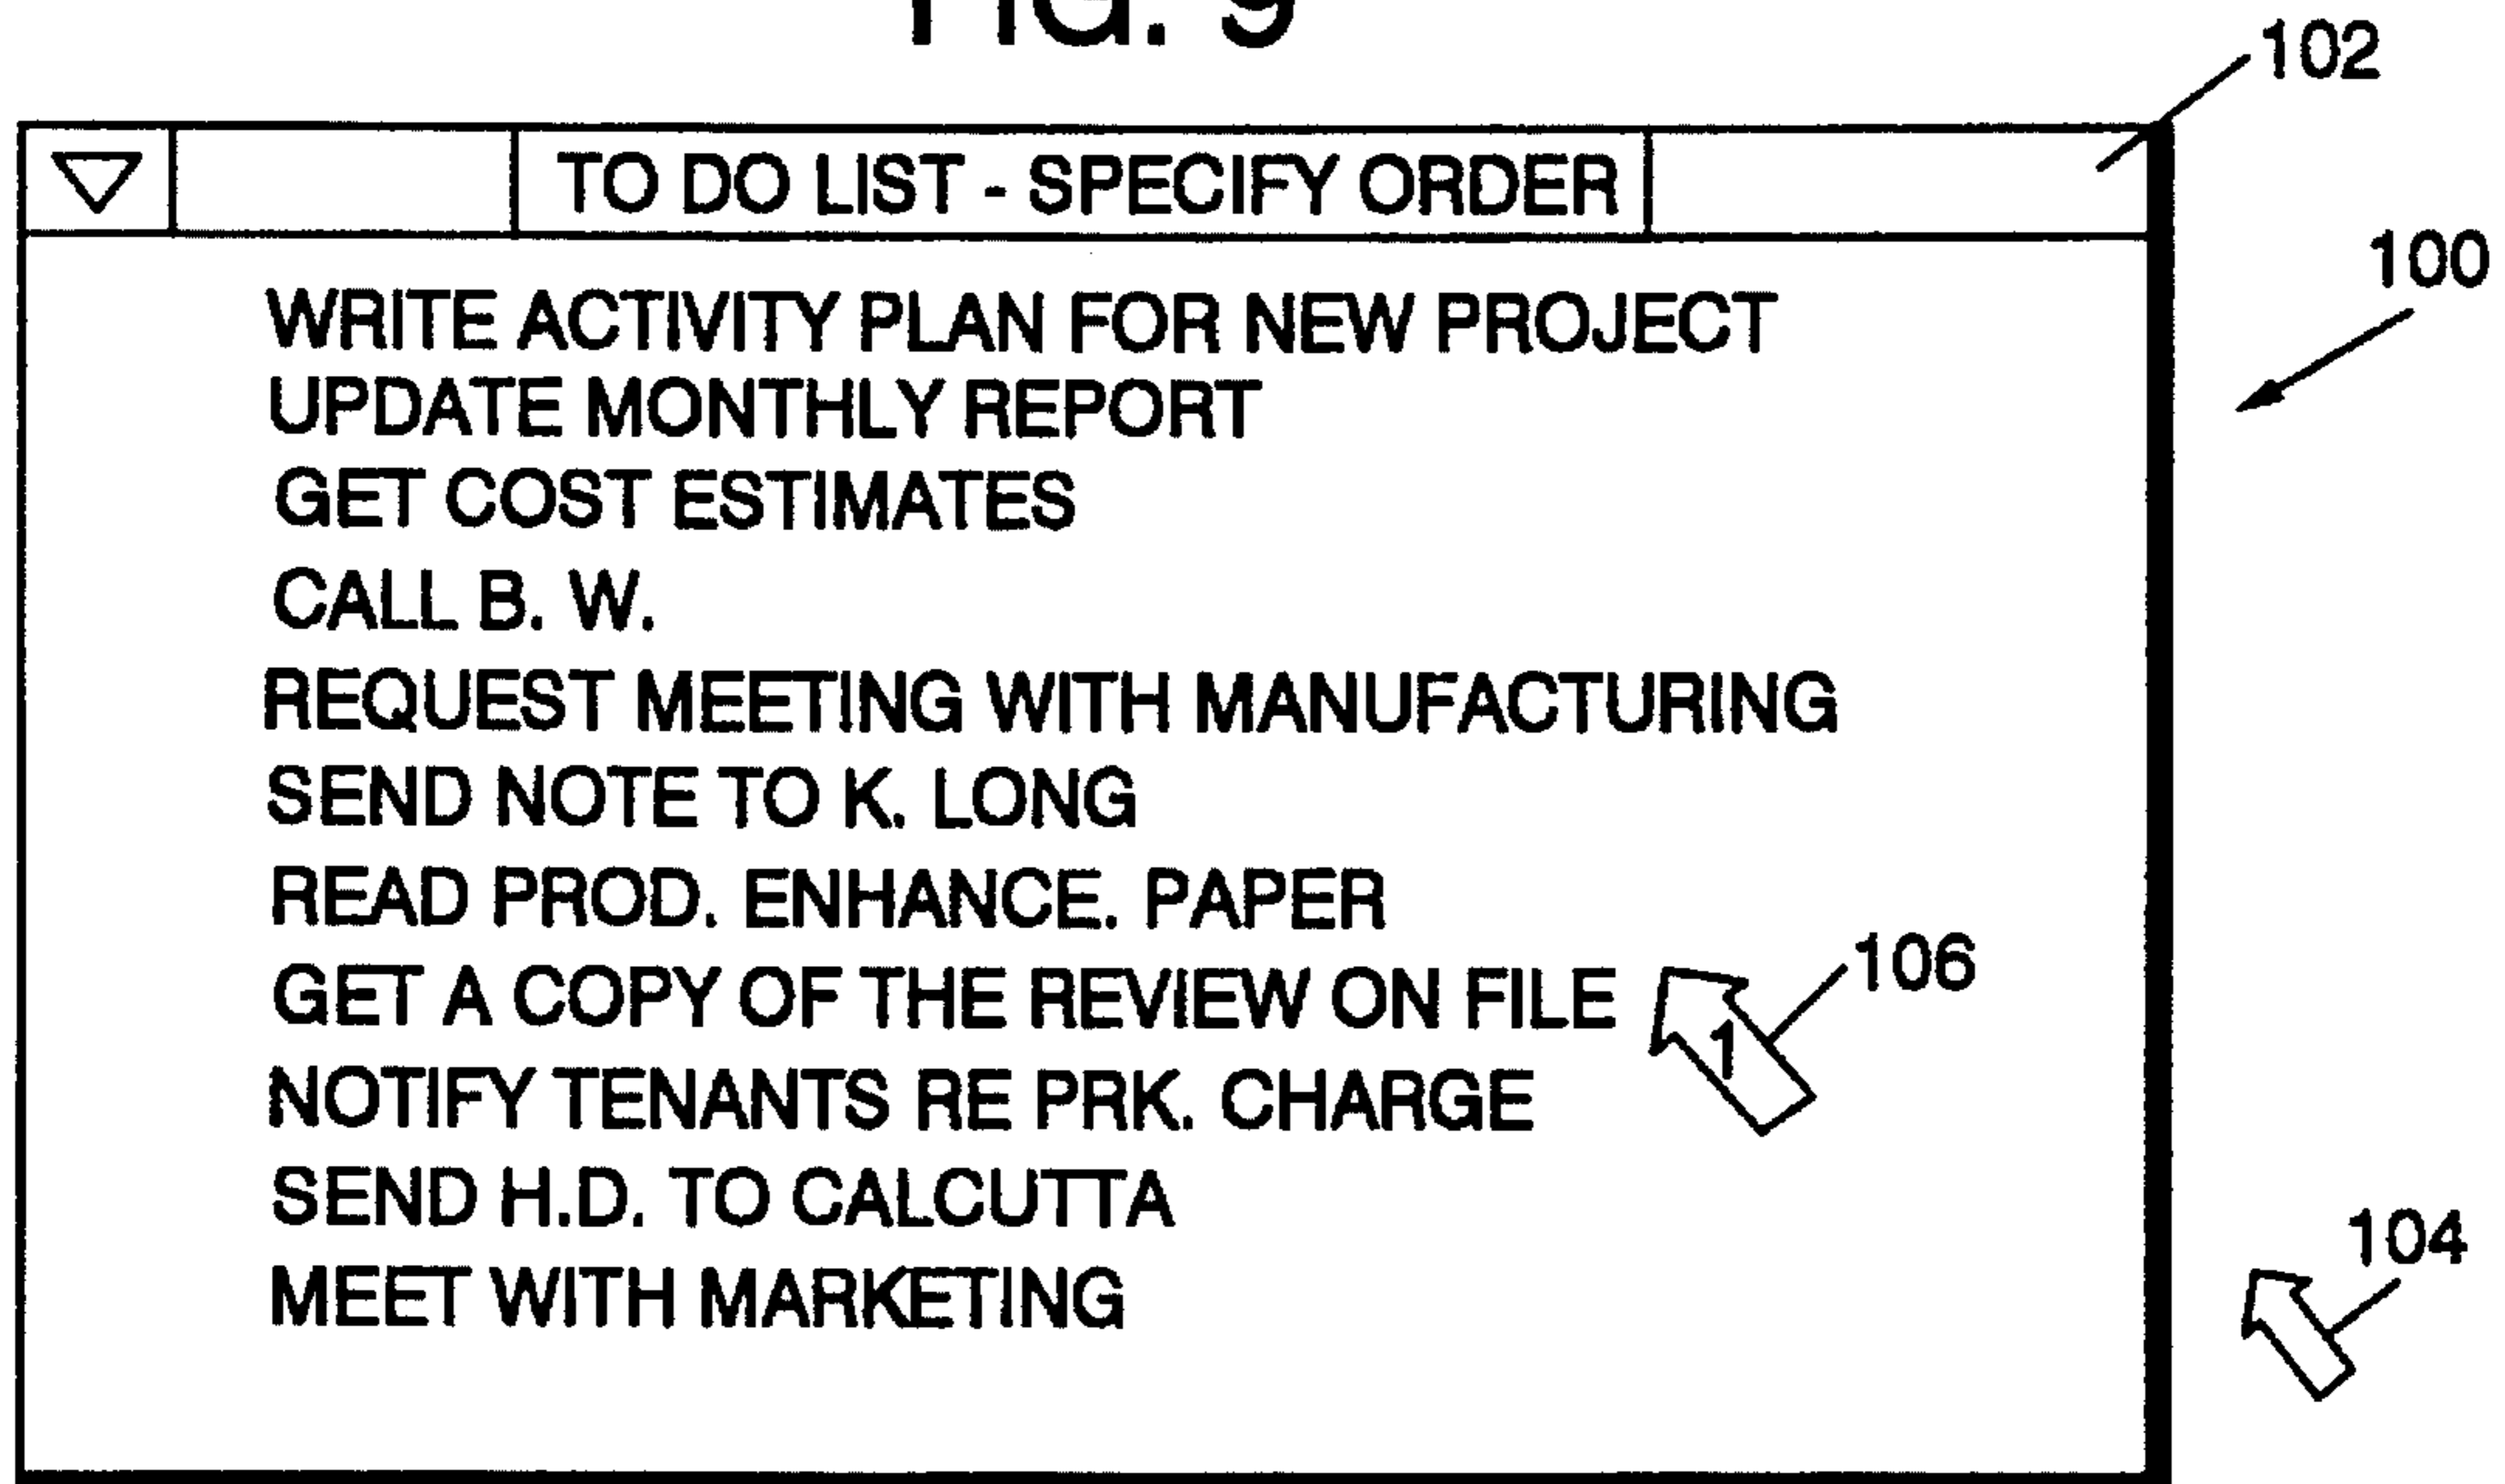 FIG. 9
102
TO DO LIST - SPECIFY ORDER
100
WRITE ACTIVITY PLAN FOR NEW PROJECT
UPDATE MONTHLY REPORT
GET COST ESTIMATES
CALL B. W.
REQUEST MEETING WITH MANUFACTURING
SEND NOTE TO K. LONG
READ PROD. ENHANCE. PAPER
106
GET A COPY OF THE REVIEW ON FILE
1
NOTIFY TENANTS RE PRK. CHARGE
SEND H.D. TO CALCUTTA
104
MEET WITH MARKETING